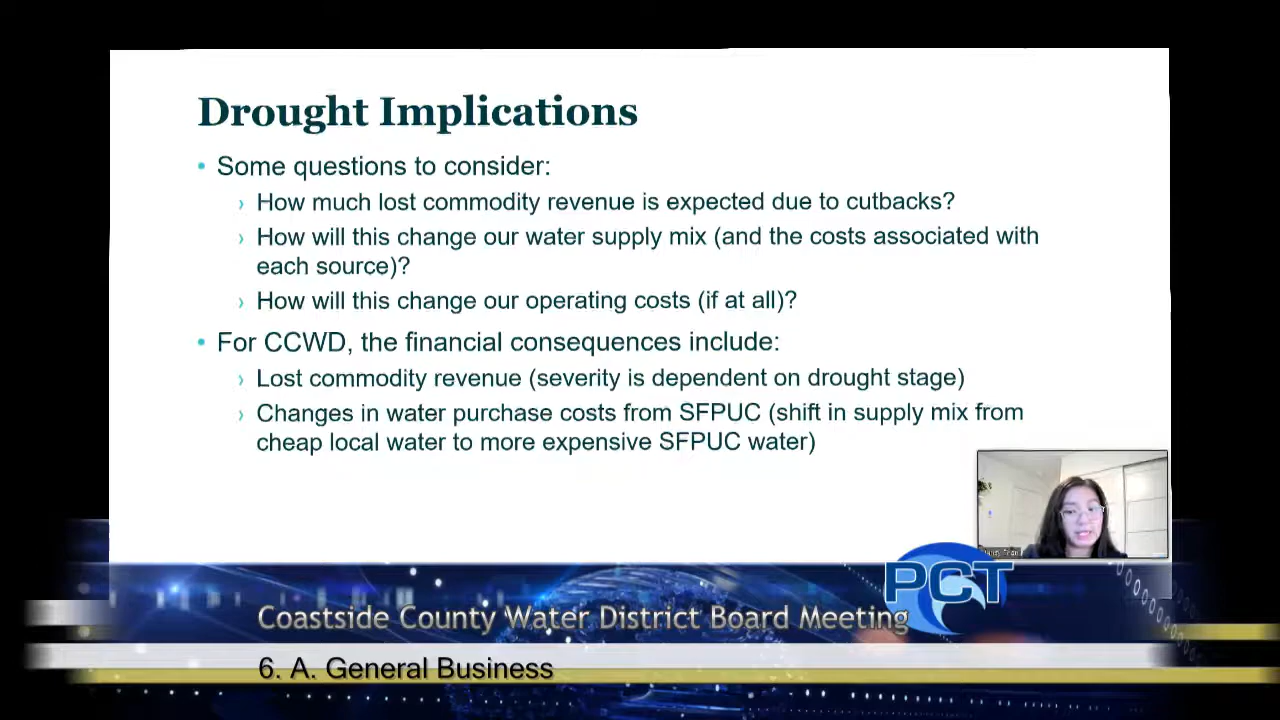 Drought Implications
• Some questions to consider:
› How much lost commodity revenue is expected due to cutbacks?
› How will this change our water supply mix (and the costs associated with
each source)?
› How will this change our operating costs (if at all)?
• For CCWD, the financial consequences include:
› Lost commodity revenue (severity is dependent on drought stage)
› Changes in water purchase costs from SFPUC (shift in supply mix from
cheap local water to more expensive SFPUC water)
PCT
Coastside County Water District Board Meeting
6. A. General Business